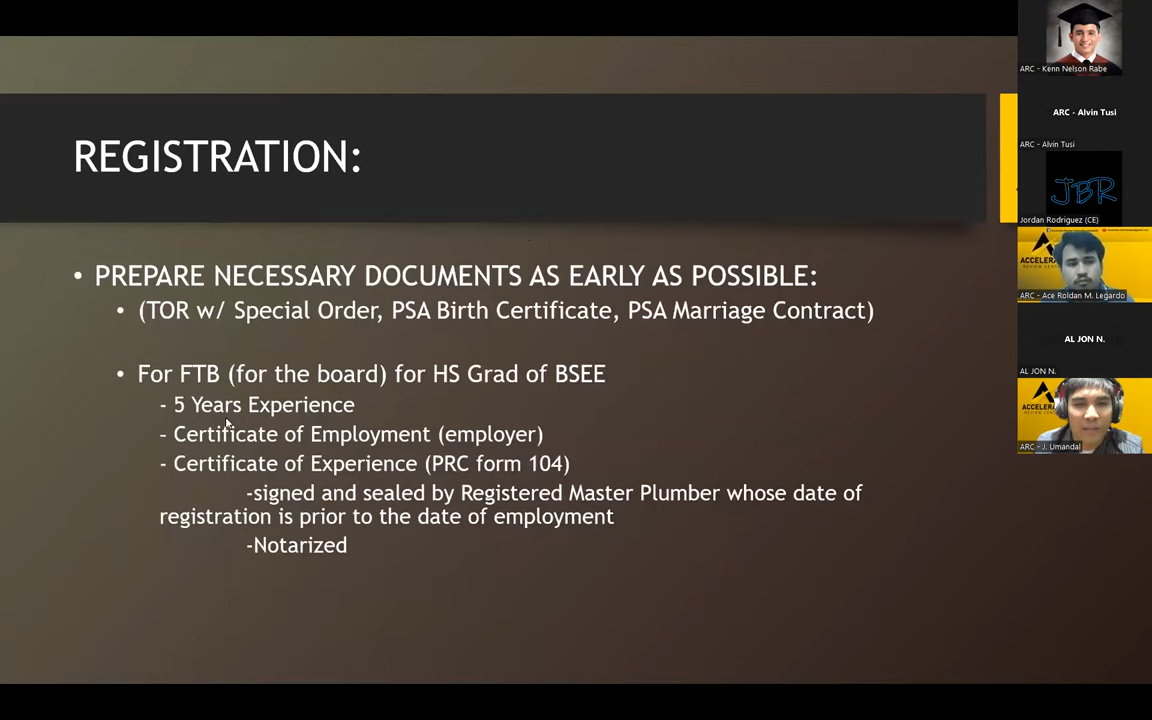 REGISTRATION:
• PREPARE NECESSARY DOCUMENTS AS EARLY AS POSSIBLE:
• (TOR w/ Special Order, PSA Birth Certificate, PSA Marriage Contract)
• For FTB (for the board) for HS Grad of BSEE
- 5 Years Experience
- Certificate of Employment (employer)
- Certificate of Experience (PRC form 104)
-signed and sealed by Registered Master Plumber whose date of
registration is prior to the date of employment
-Notarized
ARC - Kenn Nelson Rabe
ARC - Alvin Tusi
ARC - Alvin Tusi
JBR
Jordan Rodriguez (CE)
ARC - Ace Roldan M. Legardo
AL JON N.
AL JON N.
ACCELERA
ARC - J. Umandal